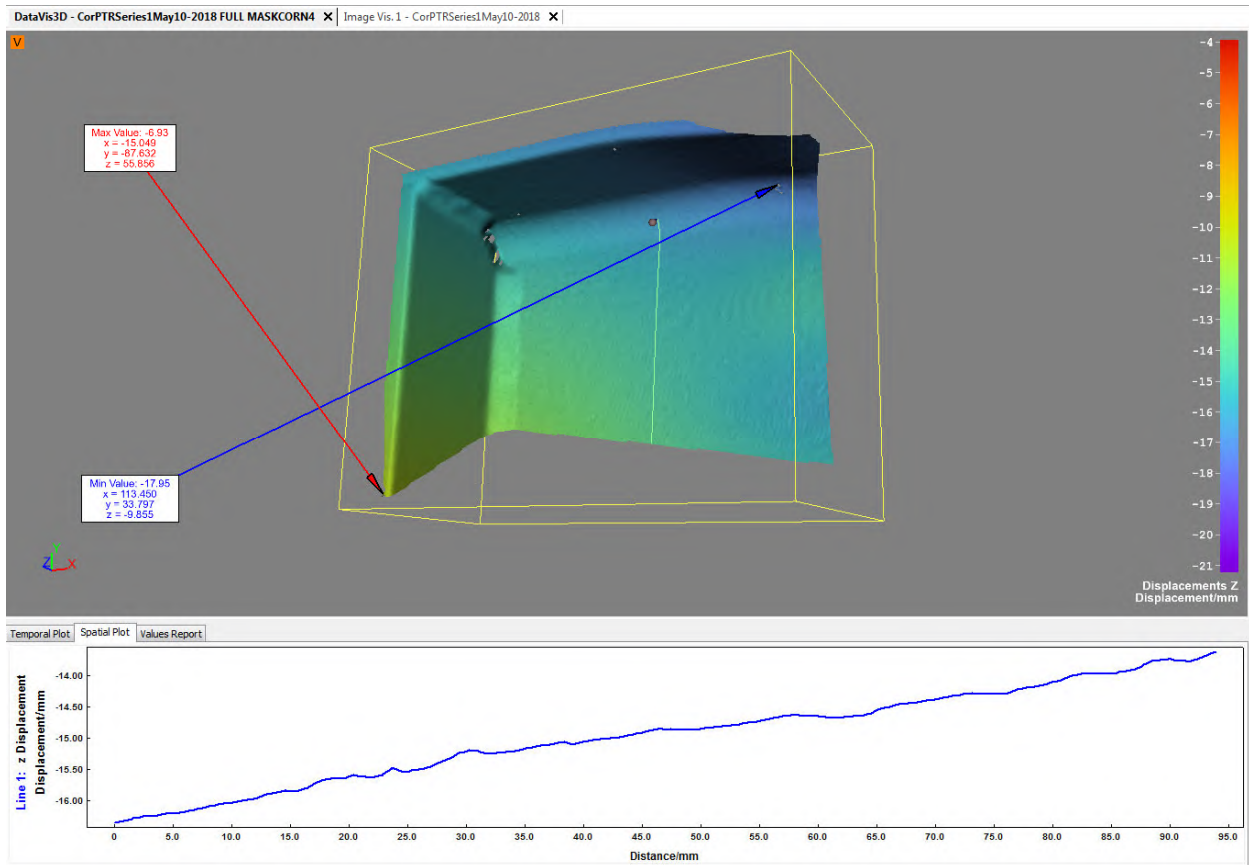 DataVis3D - CorPTRSeries1May10-2018 FULL MASKCORN4 X Image Vis. 1 - CorPTRSeries1May10-2018 X
V
Max Value: -6.93
x = -15.049
y = -87.632
z = 55.856
Min Value: -17.95
x = 113.450
y = 33.797
z = -9.855
Y
Z X
-4
-5
-6
-7
-8
-9
-10
-11
-12
-13
-14
-15
-16
-17
-18
-19
-20
-21
Displacements Z
Displacement/mm
Temporal Plot Spatial Plot Values Report
Line 1: z Displacement
Displacement/mm
-14.00
-14.50
-15.00
-15.50
-16.00
0 5.0 10.0 15.0 20.0 25.0 30.0 35.0 40.0 45.0 50.0 55.0 60.0 65.0 70.0 75.0 80.0 85.0 90.0 95.0
Distance/mm